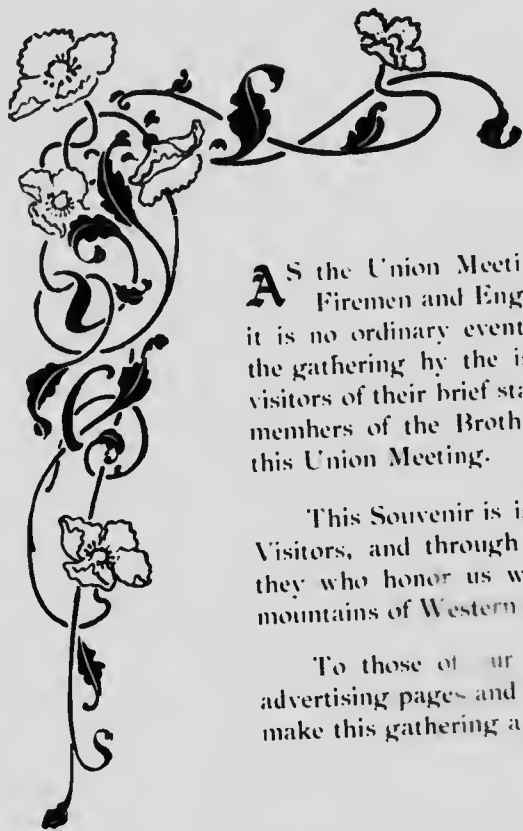 AS the Union Meeti
Firemen and Eng
it is no ordinary event
the gathering by the i
visitors of their brief sta
members of the Broth
this Union Meeting.
This Souvenir is i
Visitors, and through
they who honor us w
mountains of Western
To those of ur
advertising pages and
make this gathering a